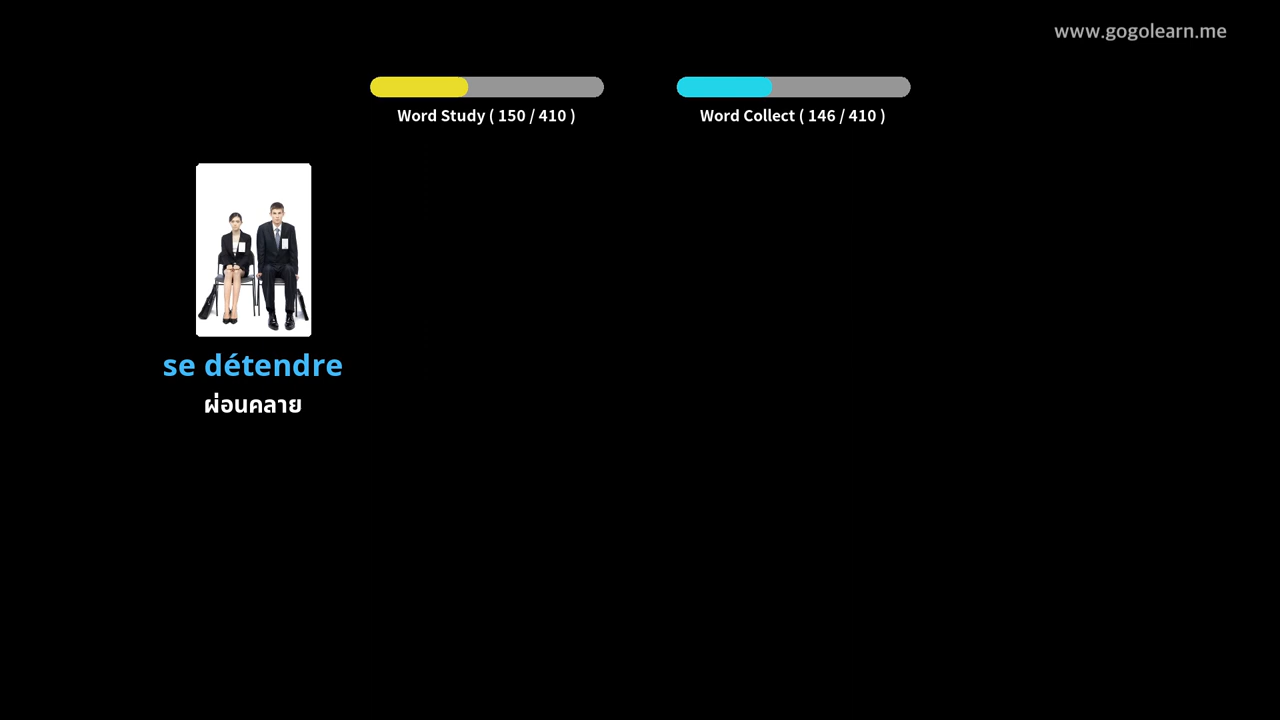 www.gogolearn.me
Word Study ( 150 / 410 )
Word Collect ( 146 / 410 )
se détendre
ผ่อนคลาย